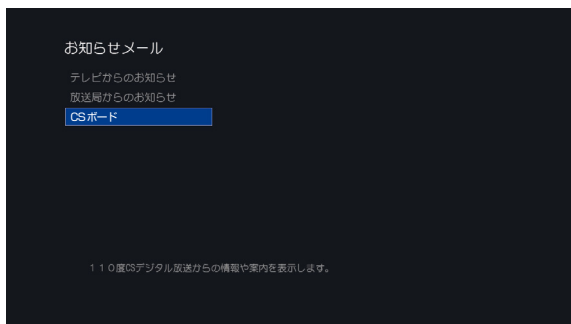 お知らせメール
テレビからのお知らせ
放送局からのお知らせ
CSボード
110度CSデジタル放送からの情報や案内を表示します。